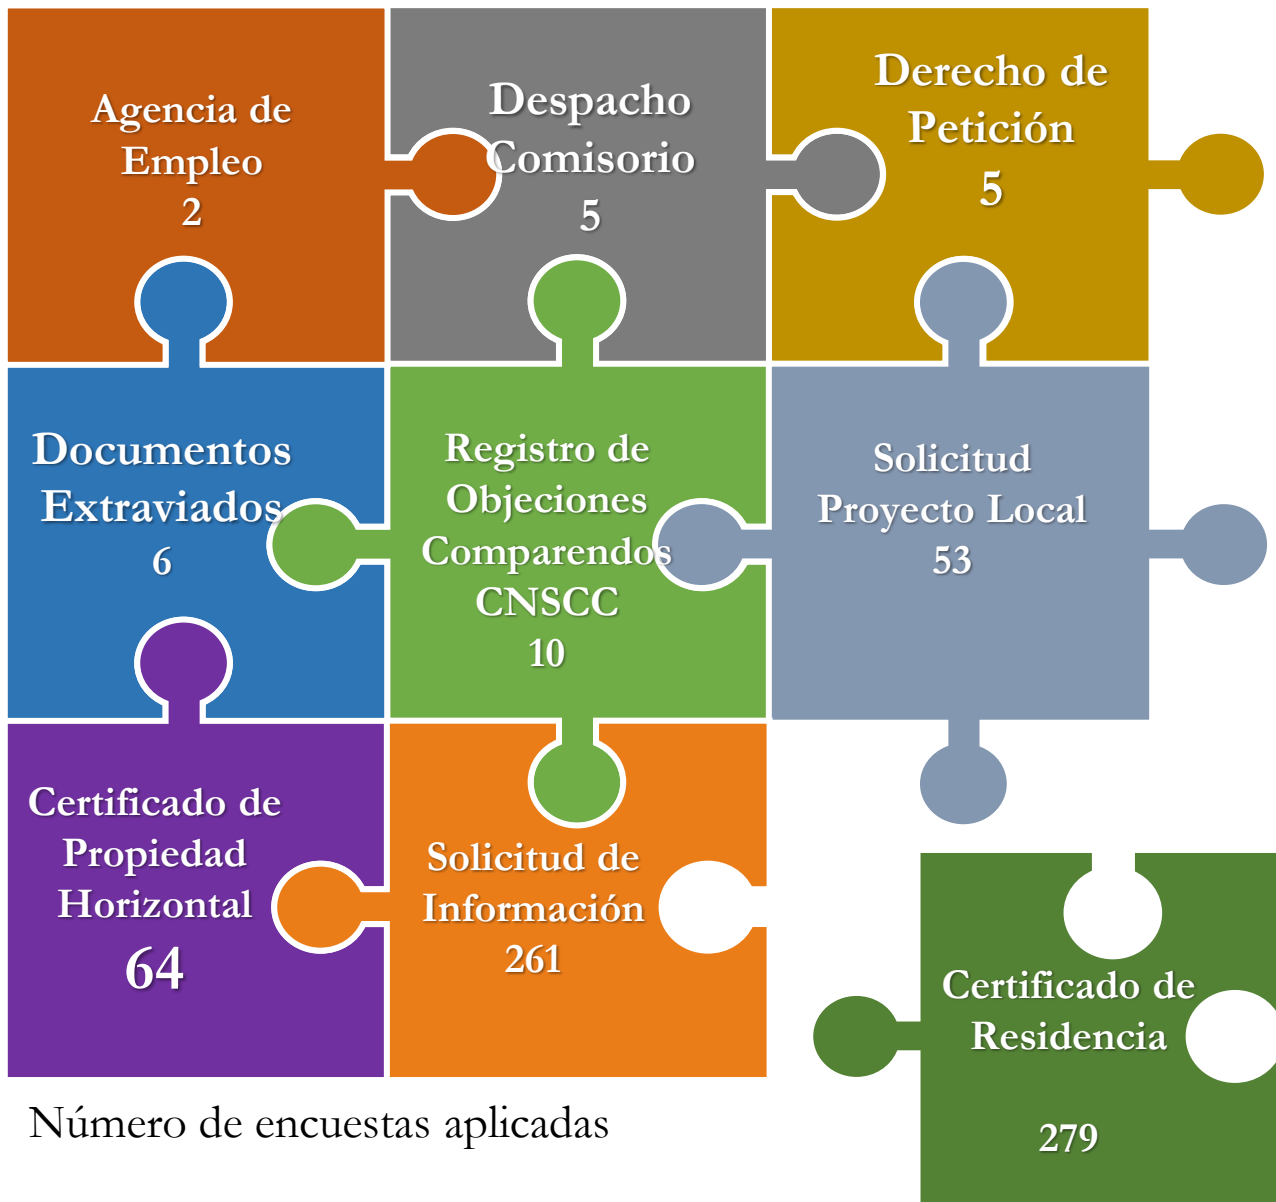 Agencia de
Empleo
2
Despacho
Comisorio
5
Derecho de
Petición
5
Documentos
Extraviados
6
Registro de
Objeciones
Comparendos
CNSCC
10
Solicitud
Proyecto Local
53
Certificado de
Propiedad
Horizontal
64
Solicitud de
Información
261
Certificado de
Residencia
279
Número de encuestas aplicadas